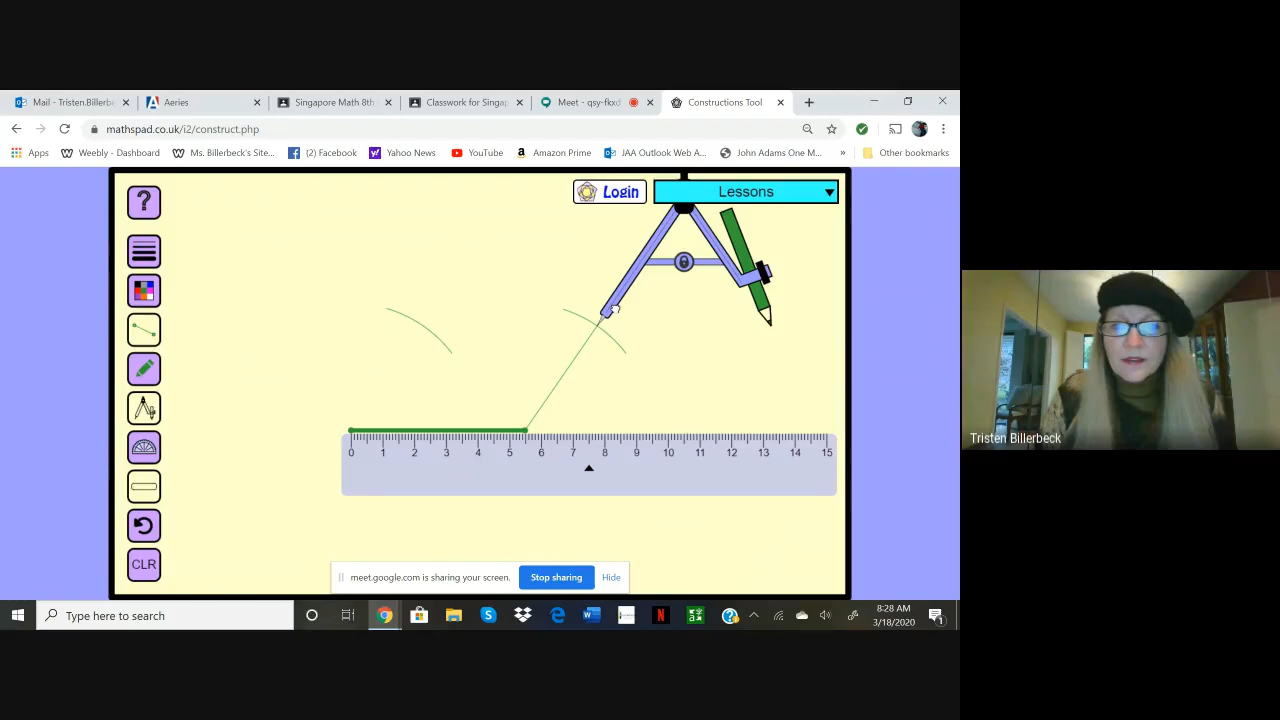 Mail - Tristen.Billerb
Aeries
Singapore Math 8th
Classwork for Singap
Meet - qsy-fkxd
Constructions Tool
mathspad.co.uk/i2/construct.php
Apps
Weebly - Dashboard
Ms. Billerbeck's Site...
(2) Facebook
Yahoo News
YouTube
Amazon Prime
JAA Outlook Web A...
John Adams One M...
»
Other bookmarks
?
Login
Lessons
Tristen Billerbeck
0 1 2 3 4 5 6 7 8 9 10 11 12 13 14 15
CLR
meet.google.com is sharing your screen.
Stop sharing
Hide
Type here to search
8:28 AM
3/18/2020
1